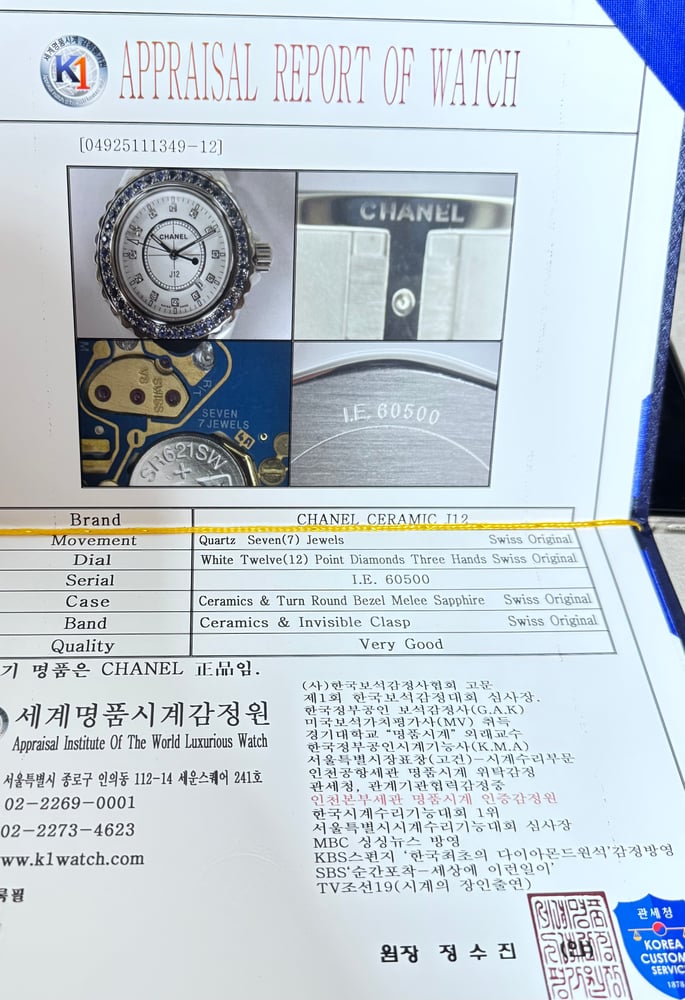 K1
APPRAISAL REPORT OF WATCH
[04925111349-12]
CHANEL
J12
CHANEL
SWISS
V8
R/T
SEVEN
7 JEWELS
SR621SW
+
I.E. 60500
Brand CHANEL CERAMIC J12
Movement Quartz Seven(7) Jewels Swiss Original
Dial White Twelve(12) Point Diamonds Three Hands Swiss Original
Serial I.E. 60500
Case Ceramics & Turn Round Bezel Melee Sapphire Swiss Original
Band Ceramics & Invisible Clasp Swiss Original
Quality Very Good
기 명품은 CHANEL 正品임.
세계명품시계감정원
Appraisal Institute Of The World Luxurious Watch
서울특별시 종로구 인의동 112-14 세운스퀘어 241호
02-2269-0001
02-2273-4623
www.k1watch.com
록필
(사)한국보석감정사협회 고문
제1회 한국보석감정대회 심사장.
한국정부공인 보석감정사(G.A.K)
미국보석가치평가사(MV) 취득
경기대학교 "명품시계" 외래교수
한국정부공인시계기능사(K.M.A)
서울특별시장표창(고건)-시계수리부문
인천공항세관 명품시계 위탁감정
관세청, 관계기관협력감정중
인천본부세관 명품시계 인증감정원
한국시계수리기능대회 1위
서울특별시시계수리기능대회 심사장
MBC 싱싱뉴스 방영
KBS스펀지 '한국최초의 다이아몬드원석'감정방영
SBS'순간포착-세상에 이런일이'
TV조선19(시계의 장인출연)
원장 정 수 진 (인)
관세청
KOREA
CUSTOM
SERVIC
1878